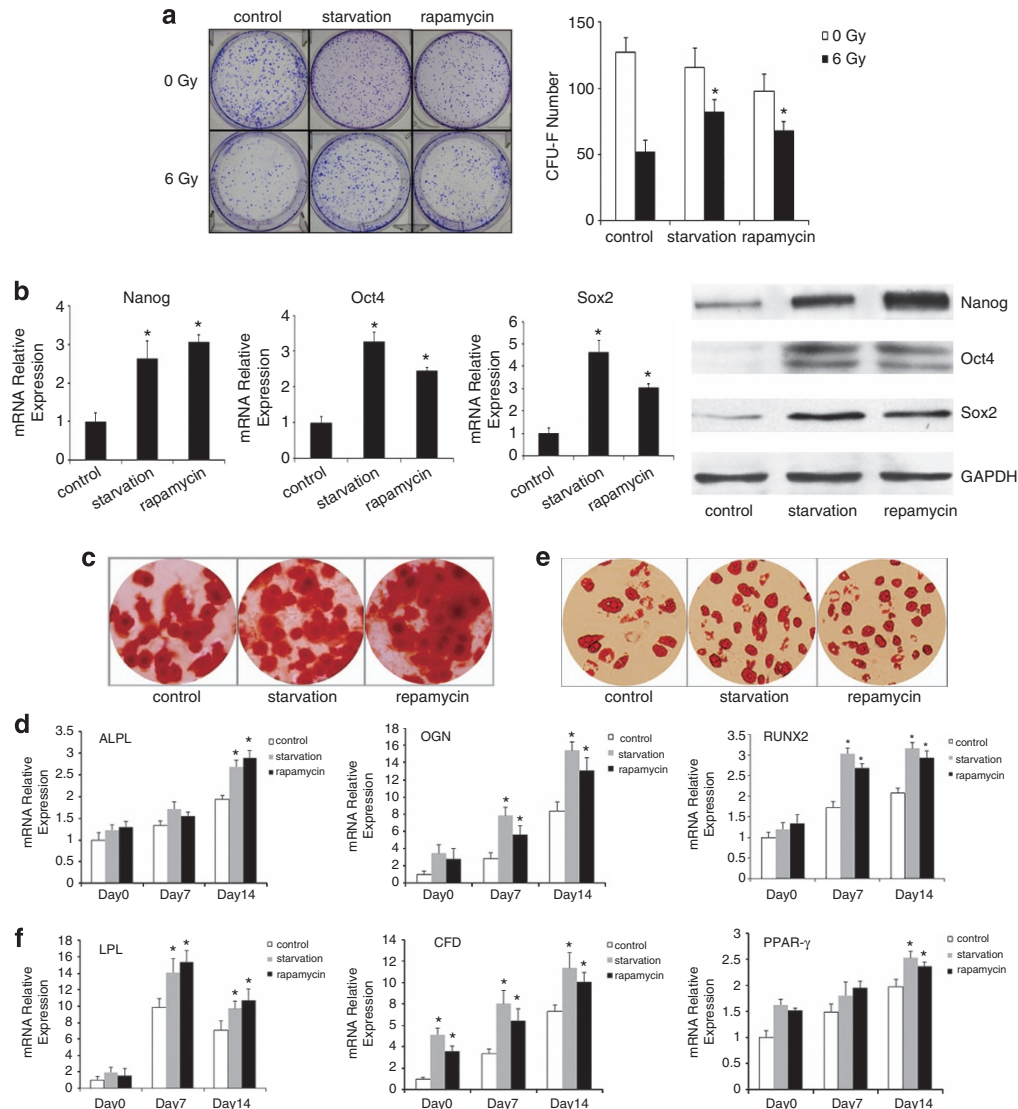 a
control starvation rapamycin
0 Gy
6 Gy
150
100
50
0
CFU-F Number
0 Gy
6 Gy
control starvation rapamycin
b
Nanog
mRNA Relative
Expression
4
3
2
1
0
control
starvation
rapamycin
Oct4
mRNA Relative
Expression
4
2
0
* *
control
starvation
rapamycin
Sox2
mRNA Relative
Expression
6
5
4
3
2
1
0
* *
control
starvation
rapamycin
Nanog
Oct4
Sox2
GAPDH
control starvation repamycin
c
control starvation repamycin
e
control starvation repamycin
d
ALPL
mRNA Relative
Expression
3.5
3
2.5
2
1.5
1
0.5
0
* *
control
starvation
rapamycin
Day0 Day7 Day14
OGN
mRNA Relative
Expression
18
16
14
12
10
8
6
4
2
0
* * * *
control
starvation
rapamycin
Day0 Day7 Day14
RUNX2
mRNA Relative
Expression
3.5
3
2.5
2
1.5
1
0.5
0
* * * *
control
starvation
rapamycin
Day0 Day7 Day14
f
LPL
mRNA Relative
Expression
18
16
14
12
10
8
6
4
2
0
* * * *
control
starvation
rapamycin
Day0 Day7 Day14
CFD
mRNA Relative
Expression
14
12
10
8
6
4
2
0
* * * * * *
control
starvation
rapamycin
Day0 Day7 Day14
PPAR-γ
mRNA Relative
Expression
3
2.5
2
1.5
1
0.5
0
* *
control
starvation
rapamycin
Day0 Day7 Day14